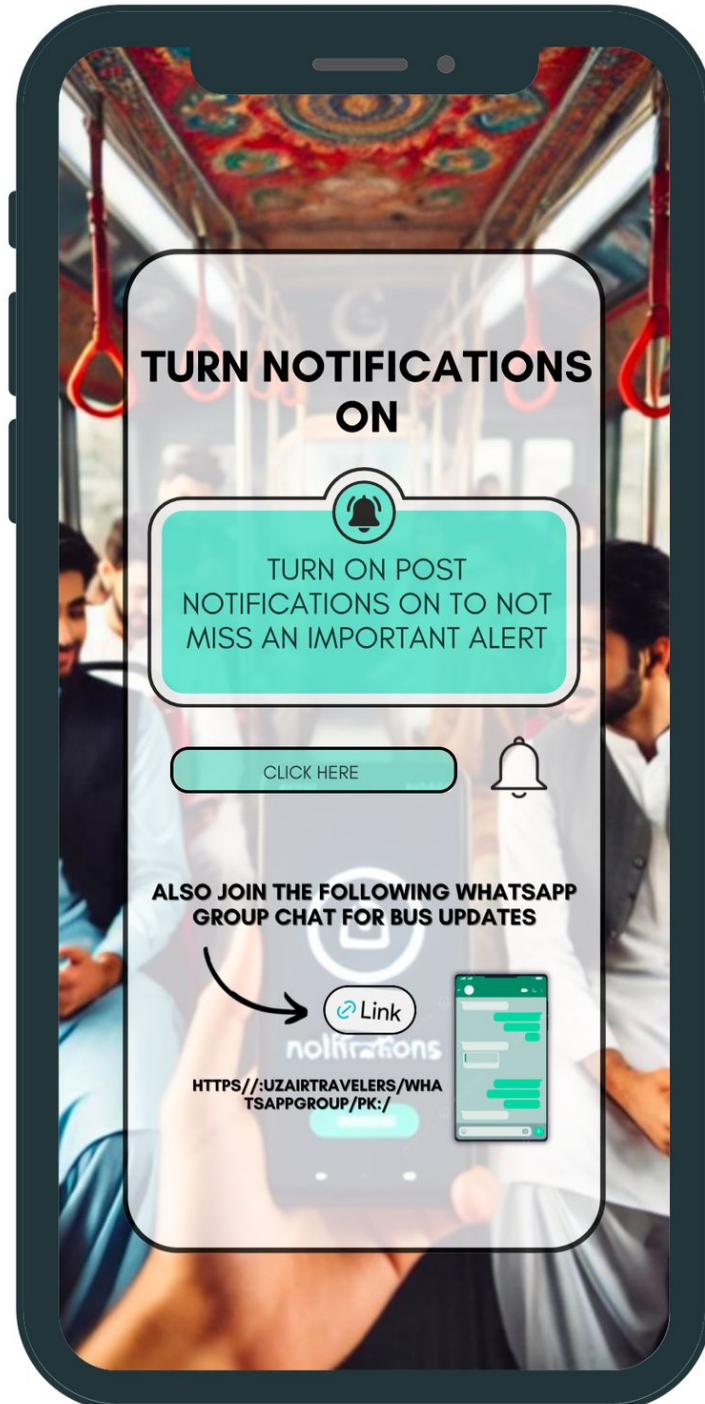 TURN NOTIFICATIONS
ON
TURN ON POST
NOTIFICATIONS ON TO NOT
MISS AN IMPORTANT ALERT
CLICK HERE
ALSO JOIN THE FOLLOWING WHATSAPP
GROUP CHAT FOR BUS UPDATES
Link
HTTPS//:UZAIRTRAVELERS/WHA
TSAPPGROUP/PK:/